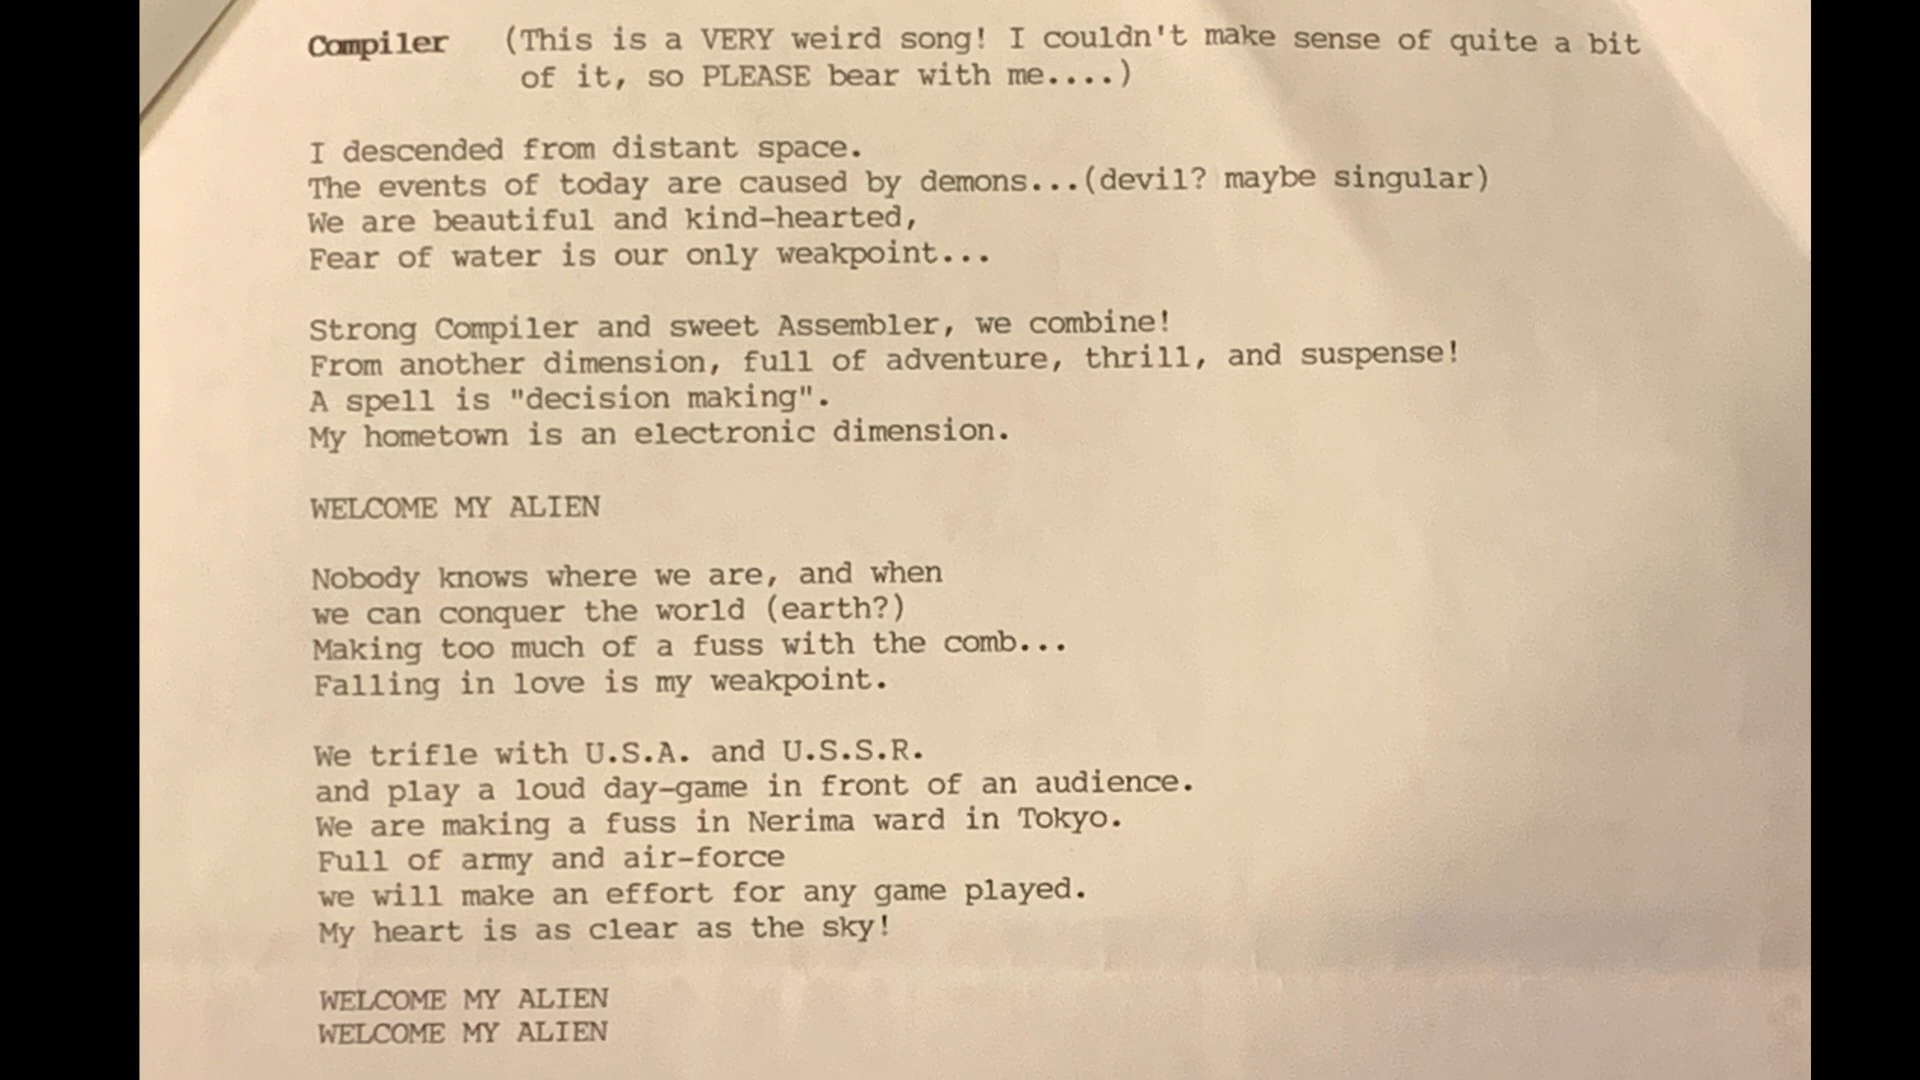 Compiler (This is a VERY weird song! I couldn't make sense of quite a bit
of it, so PLEASE bear with me....)
I descended from distant space.
The events of today are caused by demons...(devil? maybe singular)
We are beautiful and kind-hearted,
Fear of water is our only weakpoint...
Strong Compiler and sweet Assembler, we combine!
From another dimension, full of adventure, thrill, and suspense!
A spell is "decision making".
My hometown is an electronic dimension.
WELCOME MY ALIEN
Nobody knows where we are, and when
we can conquer the world (earth?)
Making too much of a fuss with the comb...
Falling in love is my weakpoint.
We trifle with U.S.A. and U.S.S.R.
and play a loud day-game in front of an audience.
We are making a fuss in Nerima ward in Tokyo.
Full of army and air-force
we will make an effort for any game played.
My heart is as clear as the sky!
WELCOME MY ALIEN
WELCOME MY ALIEN